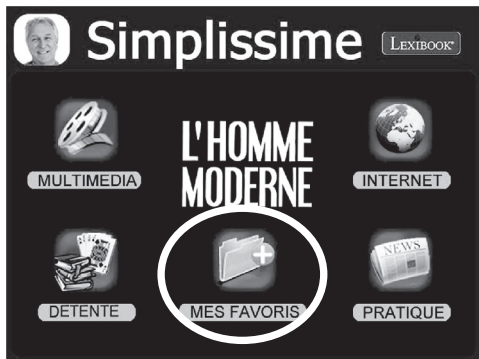 Simplissime LEXIBOOK®
L'HOMME
MODERNE
MULTIMEDIA
INTERNET
NEWS
DETENTE
MES FAVORIS
PRATIQUE